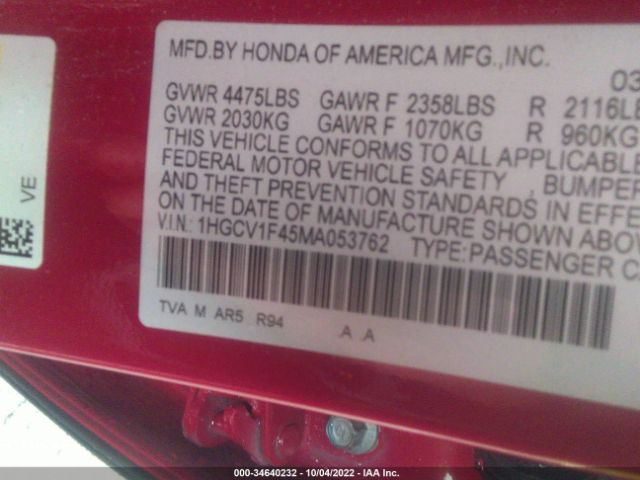 MFD.BY HONDA OF AMERICA MFG.,INC.
03
GVWR 4475LBS GAWR F 2358LBS R 2116L
GVWR 2030KG GAWR F 1070KG R 960KG
THIS VEHICLE CONFORMS TO ALL APPLICABLE
FEDERAL MOTOR VEHICLE SAFETY , BUMPER
AND THEFT PREVENTION STANDARDS IN EFFE
ON THE DATE OF MANUFACTURE SHOWN ABOV
V.I.N.: 1HGCV1F45MA053762 TYPE:PASSENGER C
TVA M AR5 R94 A A
VE
000-34640232 - 10/04/2022 - IAA Inc.